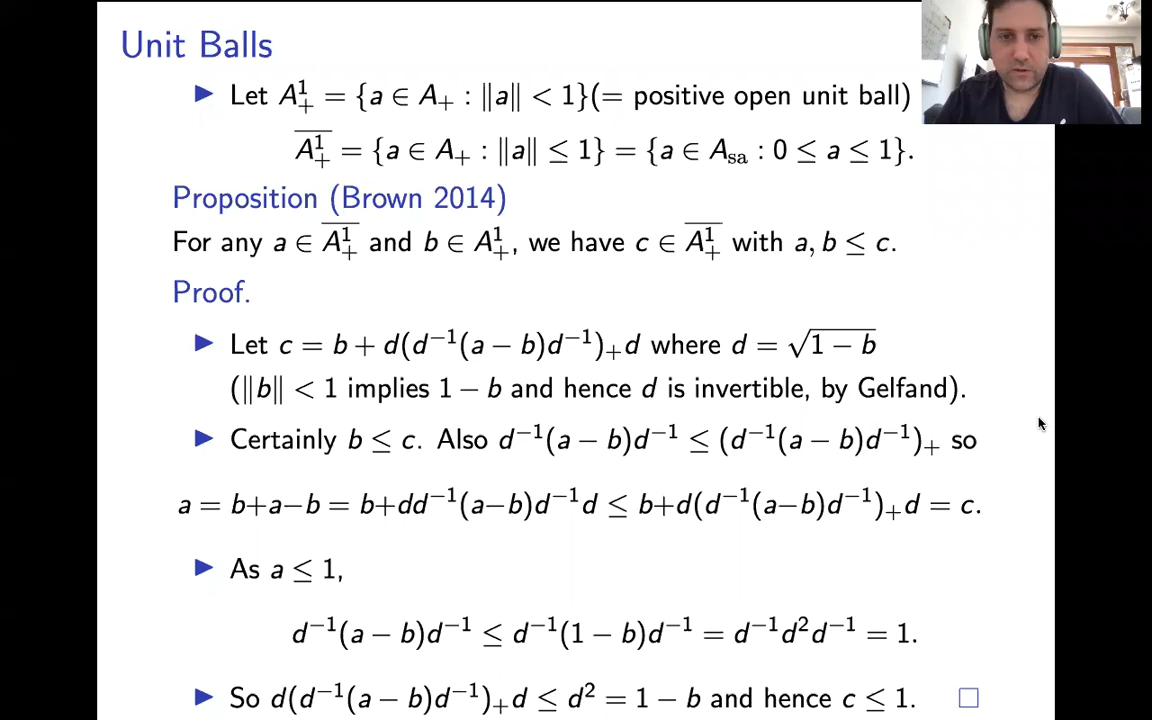 Unit Balls
▶ Let A¹₊ = {a ∈ A₊ : ‖a‖ < 1}(= positive open unit ball)
\overline{A¹₊} = {a ∈ A₊ : ‖a‖ ≤ 1} = {a ∈ A_sa : 0 ≤ a ≤ 1}.
Proposition (Brown 2014)
For any a ∈ \overline{A¹₊} and b ∈ A¹₊, we have c ∈ \overline{A¹₊} with a, b ≤ c.
Proof.
▶ Let c = b + d(d⁻¹(a − b)d⁻¹)₊d where d = √(1 − b)
(‖b‖ < 1 implies 1 − b and hence d is invertible, by Gelfand).
▶ Certainly b ≤ c. Also d⁻¹(a − b)d⁻¹ ≤ (d⁻¹(a − b)d⁻¹)₊ so
a = b+a−b = b+dd⁻¹(a−b)d⁻¹d ≤ b+d(d⁻¹(a−b)d⁻¹)₊d = c.
▶ As a ≤ 1,
d⁻¹(a − b)d⁻¹ ≤ d⁻¹(1 − b)d⁻¹ = d⁻¹d²d⁻¹ = 1.
▶ So d(d⁻¹(a − b)d⁻¹)₊d ≤ d² = 1 − b and hence c ≤ 1. □